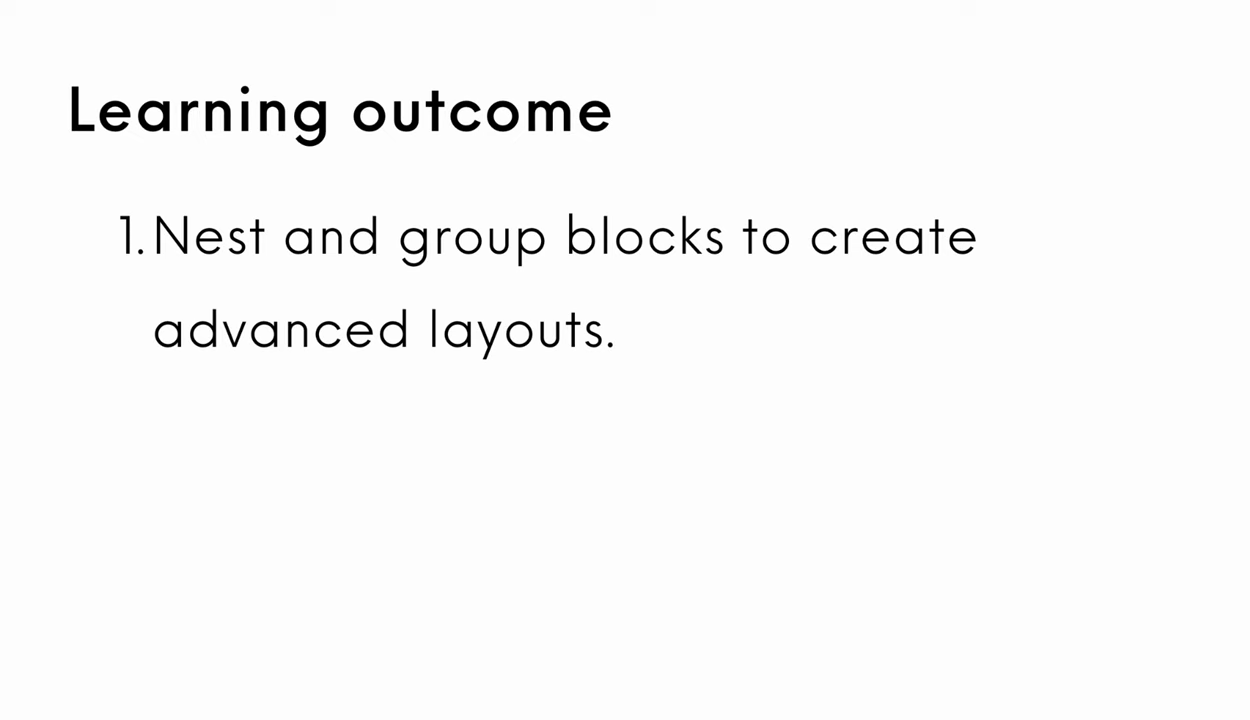 Learning outcome
1. Nest and group blocks to create
advanced layouts.